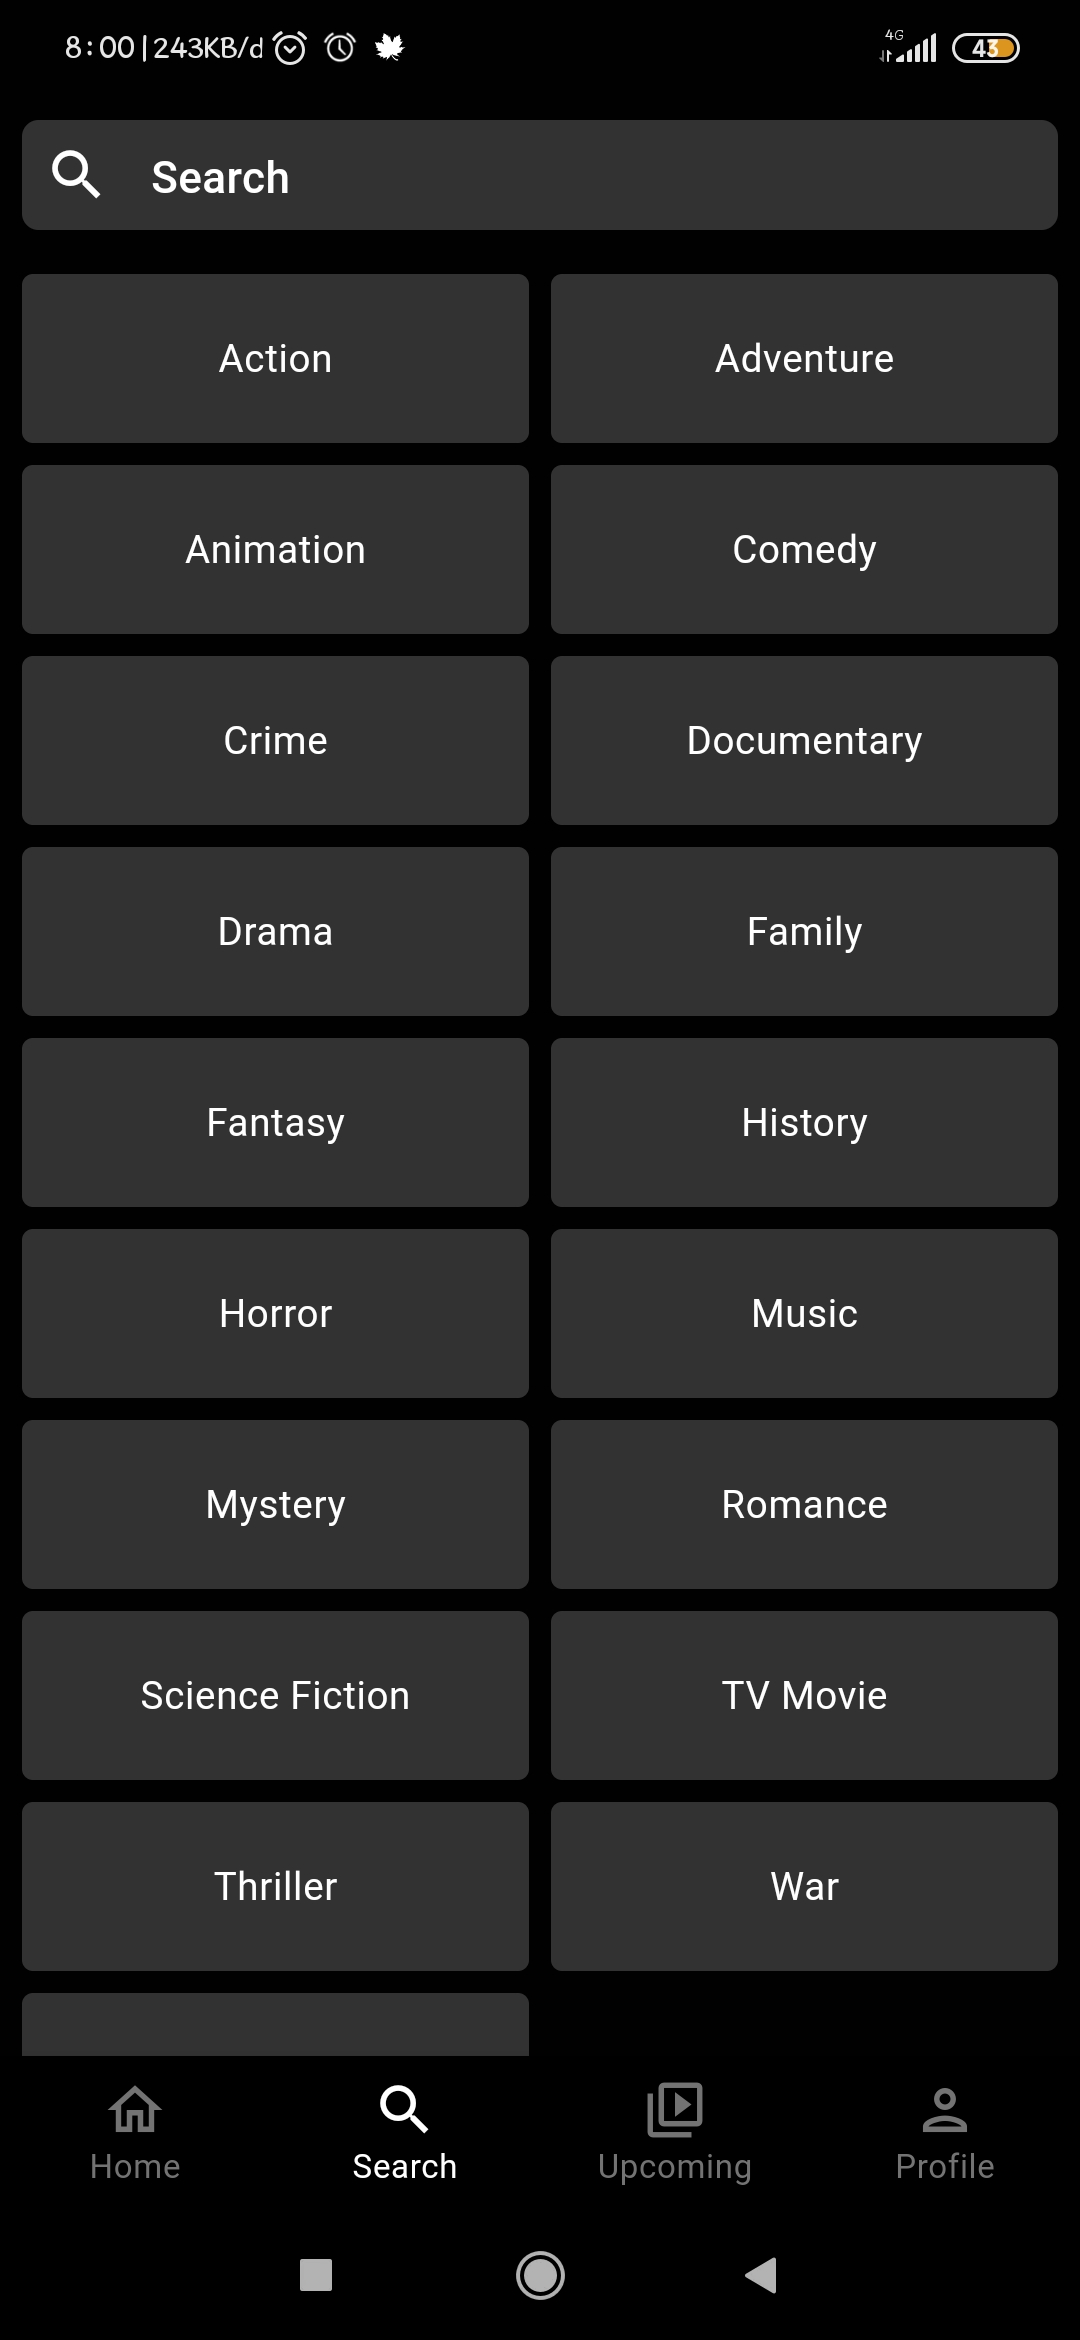 8:00|243KB/d
4G
43
Search
Action
Adventure
Animation
Comedy
Crime
Documentary
Drama
Family
Fantasy
History
Horror
Music
Mystery
Romance
Science Fiction
TV Movie
Thriller
War
Home
Search
Upcoming
Profile